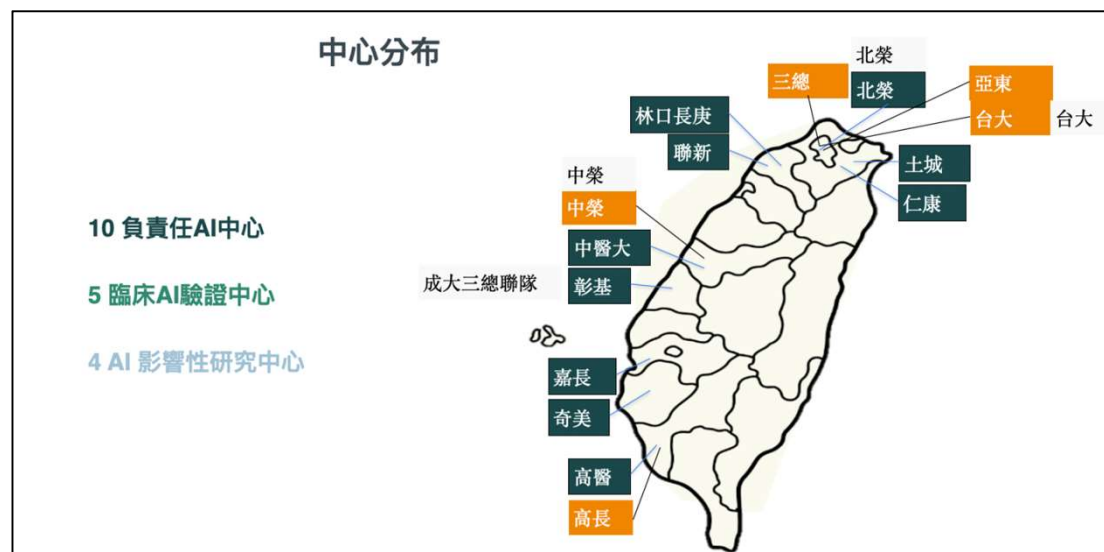 中心分布
10 負責任AI中心
5 臨床AI驗證中心
4 AI 影響性研究中心
北榮
三總
北榮
亞東
台大
台大
林口長庚
聯新
土城
仁康
中榮
中榮
中醫大
成大三總聯隊
彰基
嘉長
奇美
高醫
高長